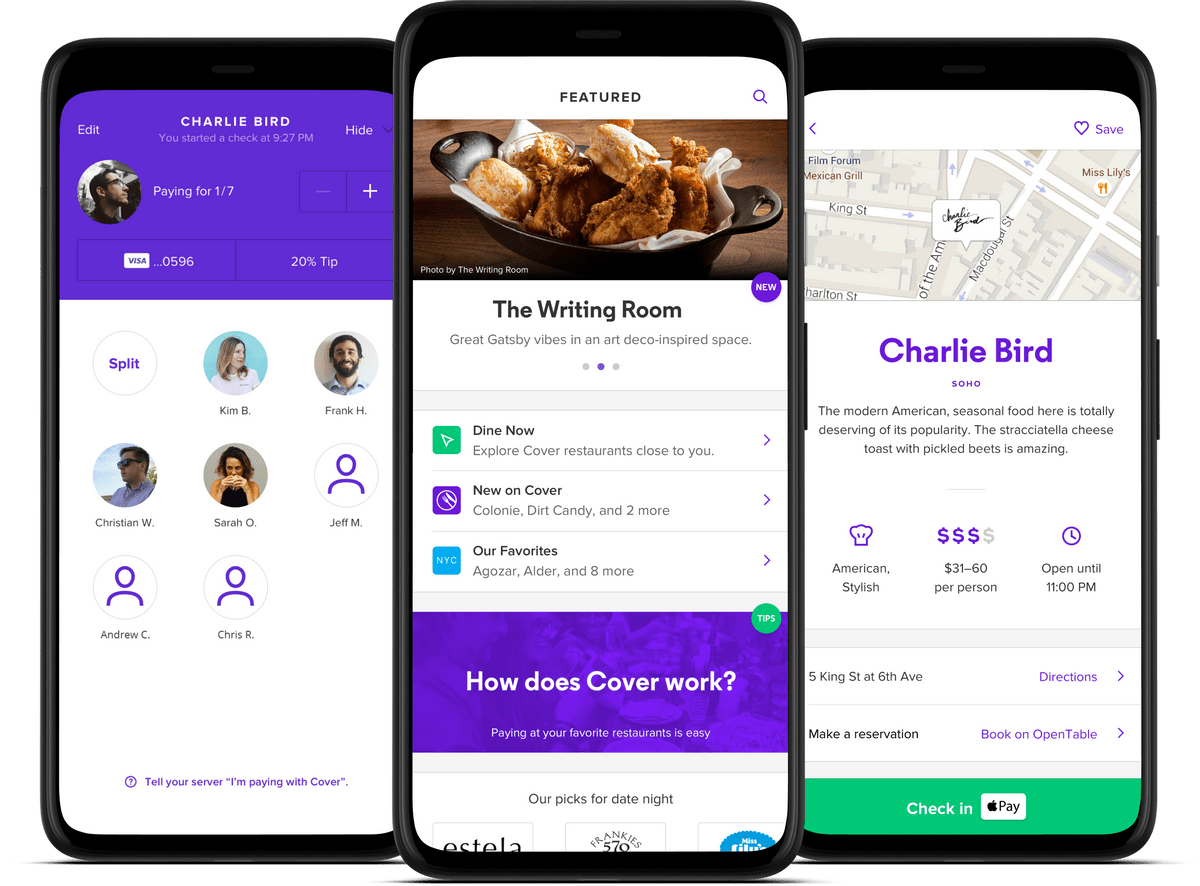 Edit
CHARLIE BIRD
You started a check at 9:27 PM
Hide
Paying for 1/7
VISA ...0596
20% Tip
Split
Kim B.
Frank H.
Christian W.
Sarah O.
Jeff M.
Andrew C.
Chris R.
Tell your server “I’m paying with Cover”.
FEATURED
Photo by The Writing Room
NEW
The Writing Room
Great Gatsby vibes in an art deco-inspired space.
Dine Now
Explore Cover restaurants close to you.
New on Cover
Colonie, Dirt Candy, and 2 more
NYC
Our Favorites
Agozar, Alder, and 8 more
TIPS
How does Cover work?
Paying at your favorite restaurants is easy
Our picks for date night
estela
FRANKIES
570
Miss
Lily's
Save
Film Forum
Mexican Grill
Miss Lily's
King St
Charlie
Bird
of the Am
Macdougal St
harlton St
Charlie Bird
SOHO
The modern American, seasonal food here is totally
deserving of its popularity. The stracciatella cheese
toast with pickled beets is amazing.
$$$$
American,
Stylish
$31–60
per person
Open until
11:00 PM
5 King St at 6th Ave
Directions
Make a reservation
Book on OpenTable
Check in
Pay